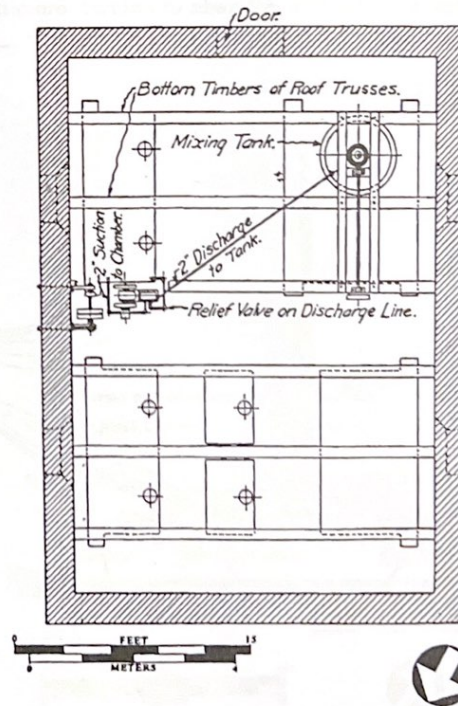 Door.
Bottom Timbers of Roof Trusses.
Mixing Tank.
2" Suction
to Chamber.
2" Discharge
to Tank.
Relief Valve on Discharge Line.
0 FEET 15
0 METERS 4